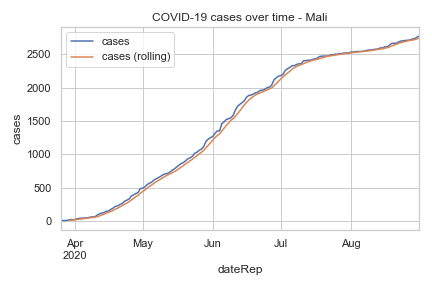 COVID-19 cases over time - Mali
cases
cases (rolling)
2500
2000
1500
1000
500
0
cases
Apr
2020
May
Jun
Jul
Aug
dateRep